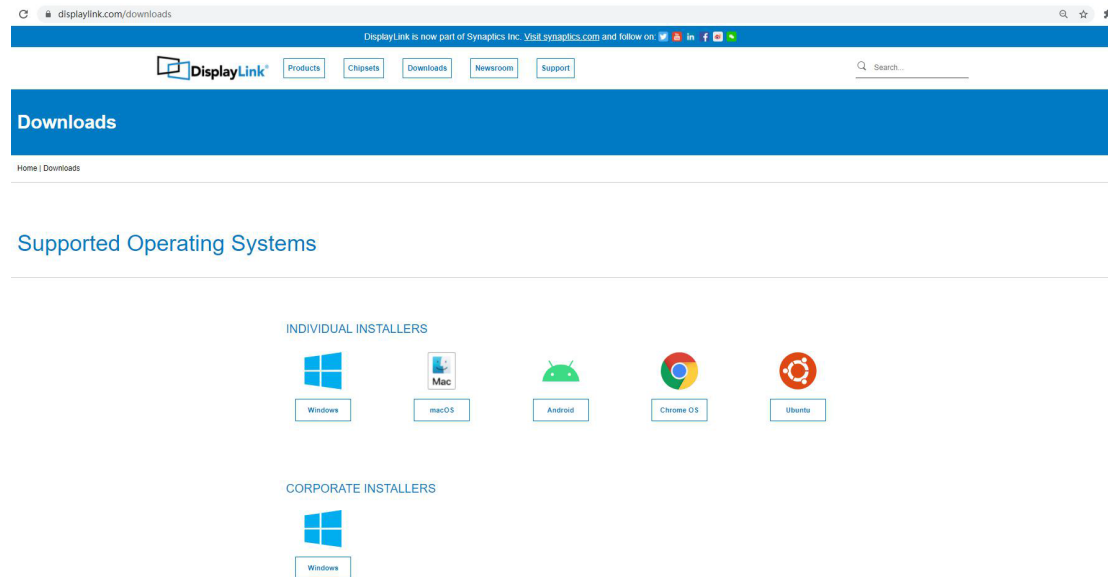 displaylink.com/downloads
DisplayLink is now part of Synaptics Inc. Visit synaptics.com and follow on:
DisplayLink® Products Chipsets Downloads Newsroom Support Search...
Downloads
Home | Downloads
Supported Operating Systems
INDIVIDUAL INSTALLERS
Mac
Windows macOS Android Chrome OS Ubuntu
CORPORATE INSTALLERS
Windows